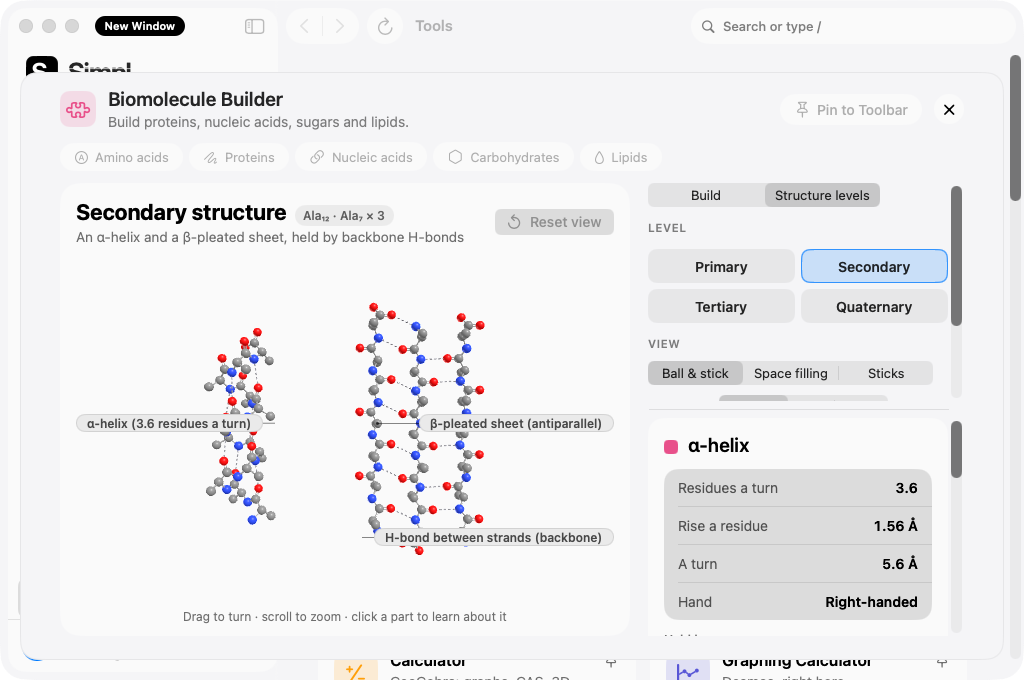 New Window
Tools
Search or type /
Biomolecule Builder
Build proteins, nucleic acids, sugars and lipids.
Pin to Toolbar
Amino acids
Proteins
Nucleic acids
Carbohydrates
Lipids
Secondary structure
Ala₁₂ · Ala₇ × 3
An α-helix and a β-pleated sheet, held by backbone H-bonds
Reset view
α-helix (3.6 residues a turn)
β-pleated sheet (antiparallel)
H-bond between strands (backbone)
Drag to turn · scroll to zoom · click a part to learn about it
Build
Structure levels
LEVEL
Primary
Secondary
Tertiary
Quaternary
VIEW
Ball & stick
Space filling
Sticks
α-helix
Residues a turn 3.6
Rise a residue 1.56 Å
A turn 5.6 Å
Hand Right-handed
Calculator
Graphing Calculator